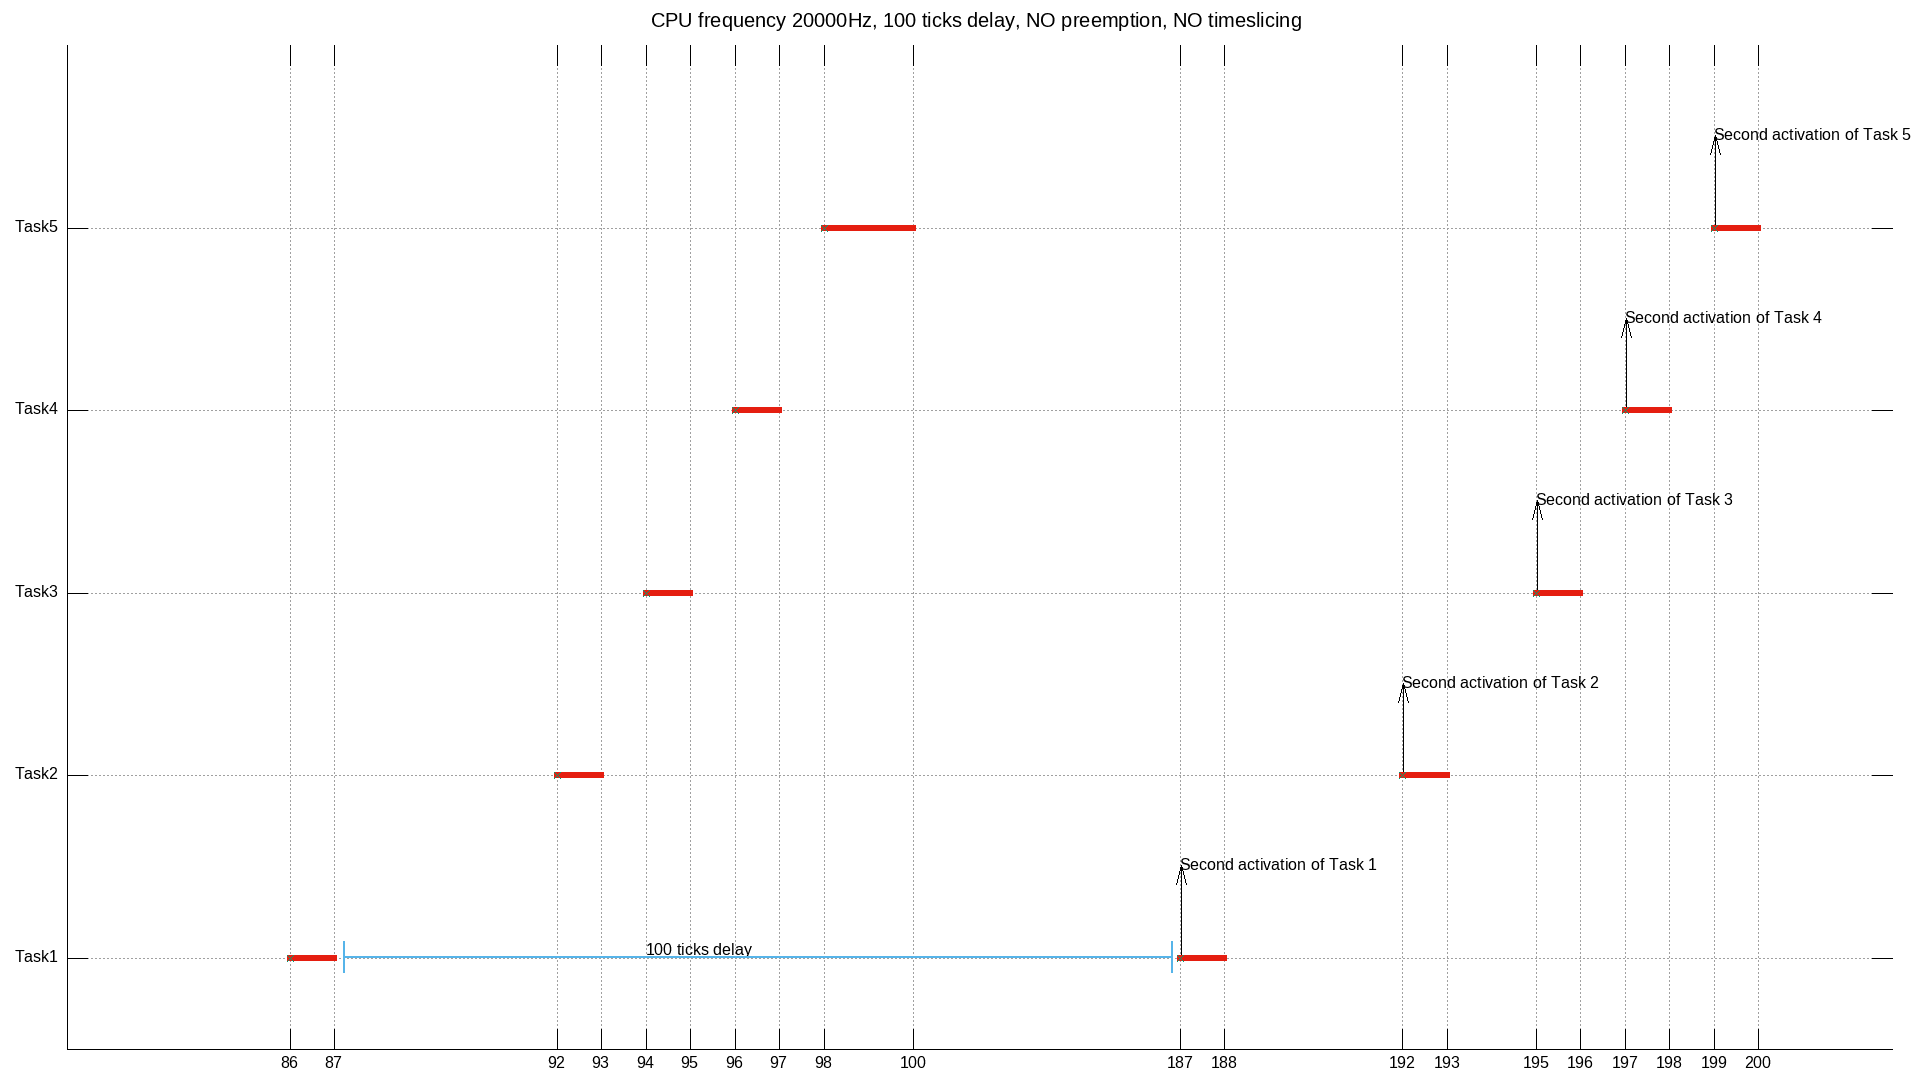 CPU frequency 20000Hz, 100 ticks delay, NO preemption, NO timeslicing
Second activation of Task 5
Task5
Second activation of Task 4
Task4
Second activation of Task 3
Task3
Second activation of Task 2
Task2
Second activation of Task 1
100 ticks delay
Task1
86 87 92 93 94 95 96 97 98 100 187 188 192 193 195 196 197 198 199 200